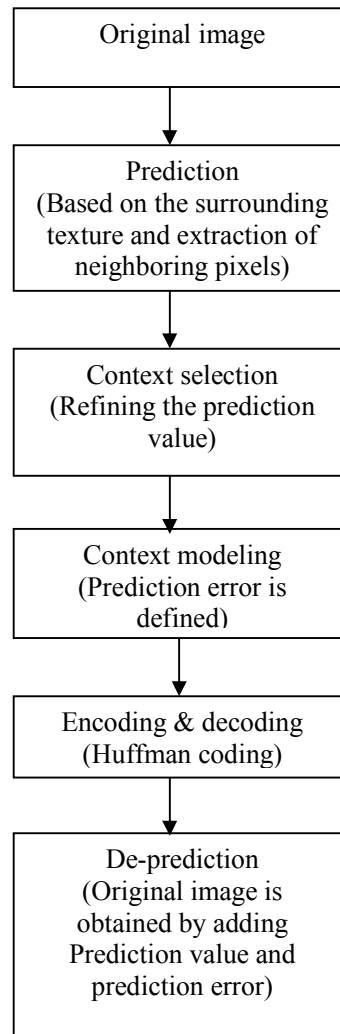 Original image
Prediction
(Based on the surrounding
texture and extraction of
neighboring pixels)
Context selection
(Refining the prediction
value)
Context modeling
(Prediction error is
defined)
Encoding & decoding
(Huffman coding)
De-prediction
(Original image is
obtained by adding
Prediction value and
prediction error)